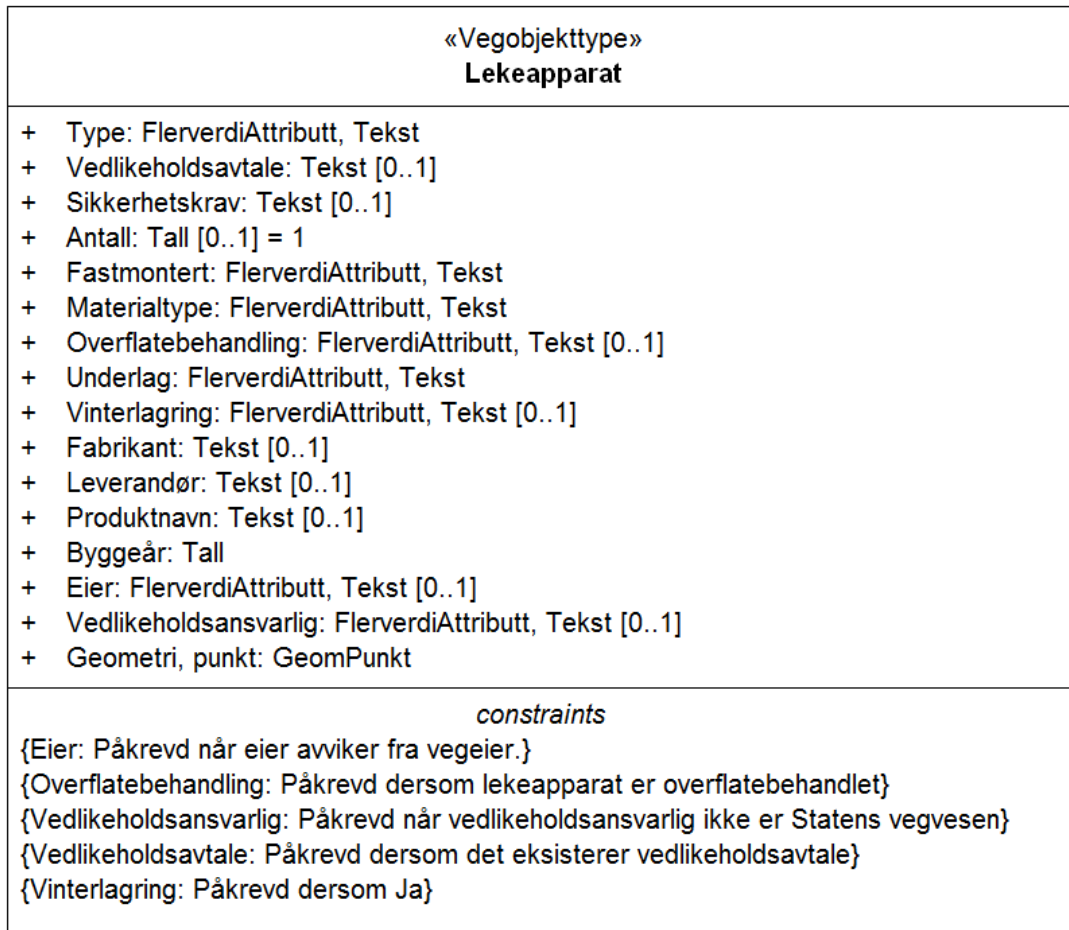 «Vegobjekttype»
Lekeapparat
+ Type: FlerverdiAttributt, Tekst
+ Vedlikeholdsavtale: Tekst [0..1]
+ Sikkerhetskrav: Tekst [0..1]
+ Antall: Tall [0..1] = 1
+ Fastmontert: FlerverdiAttributt, Tekst
+ Materialtype: FlerverdiAttributt, Tekst
+ Overflatebehandling: FlerverdiAttributt, Tekst [0..1]
+ Underlag: FlerverdiAttributt, Tekst
+ Vinterlagring: FlerverdiAttributt, Tekst [0..1]
+ Fabrikant: Tekst [0..1]
+ Leverandør: Tekst [0..1]
+ Produktnavn: Tekst [0..1]
+ Byggeår: Tall
+ Eier: FlerverdiAttributt, Tekst [0..1]
+ Vedlikeholdsansvarlig: FlerverdiAttributt, Tekst [0..1]
+ Geometri, punkt: GeomPunkt
constraints
{Eier: Påkrevd når eier avviker fra vegeier.}
{Overflatebehandling: Påkrevd dersom lekeapparat er overflatebehandlet}
{Vedlikeholdsansvarlig: Påkrevd når vedlikeholdsansvarlig ikke er Statens vegvesen}
{Vedlikeholdsavtale: Påkrevd dersom det eksisterer vedlikeholdsavtale}
{Vinterlagring: Påkrevd dersom Ja}